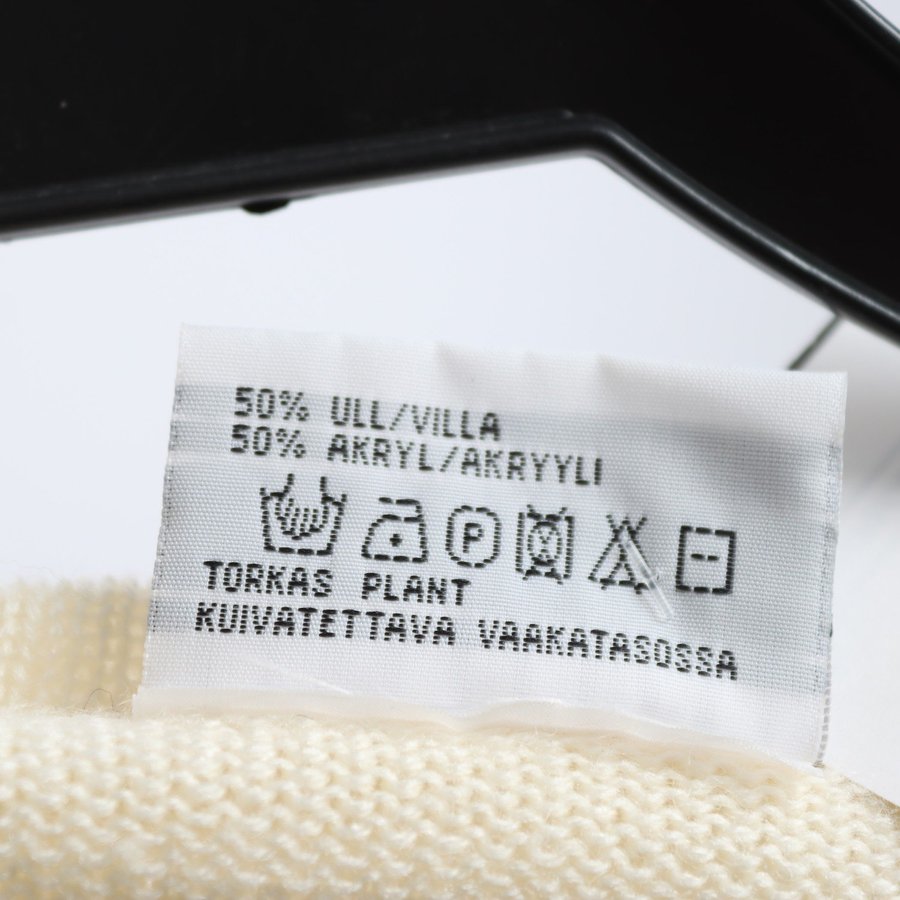 50% ULL/VILLA
50% AKRYL/AKRYYLI
P
TORKAS PLANT
KUIVATETTAVA VAAKATASOSSA